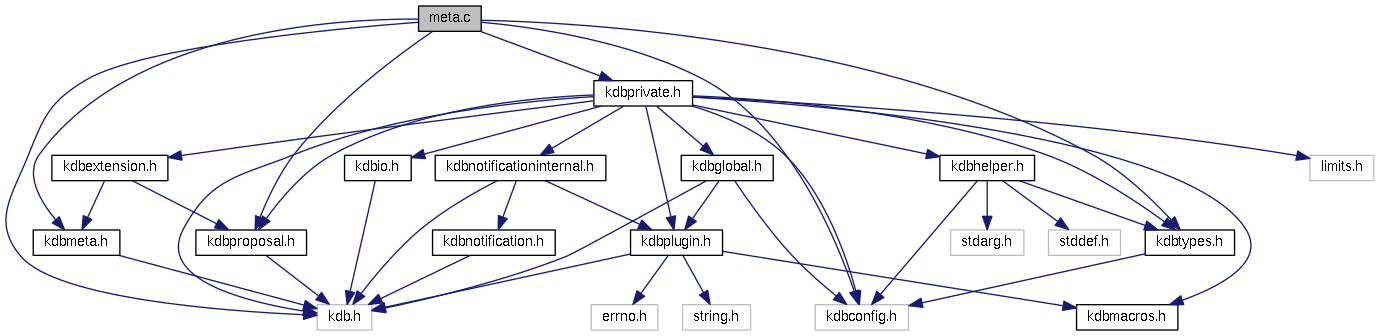 meta.c
kdbprivate.h
kdbextension.h
kdbio.h
kdbnotificationinternal.h
kdbglobal.h
kdbhelper.h
limits.h
kdbmeta.h
kdbproposal.h
kdbnotification.h
kdbplugin.h
stdarg.h
stddef.h
kdbtypes.h
kdb.h
errno.h
string.h
kdbconfig.h
kdbmacros.h